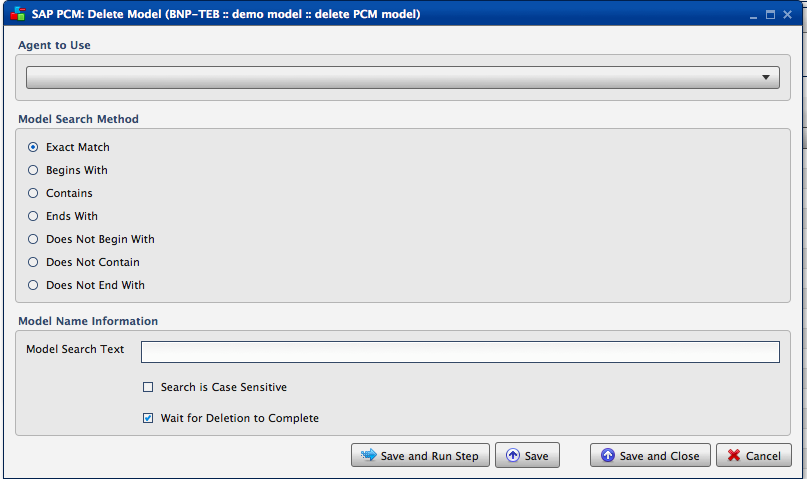 SAP PCM: Delete Model (BNP-TEB :: demo model :: delete PCM model)
Agent to Use
Model Search Method
Exact Match
Begins With
Contains
Ends With
Does Not Begin With
Does Not Contain
Does Not End With
Model Name Information
Model Search Text
Search is Case Sensitive
Wait for Deletion to Complete
Save and Run Step Save Save and Close Cancel